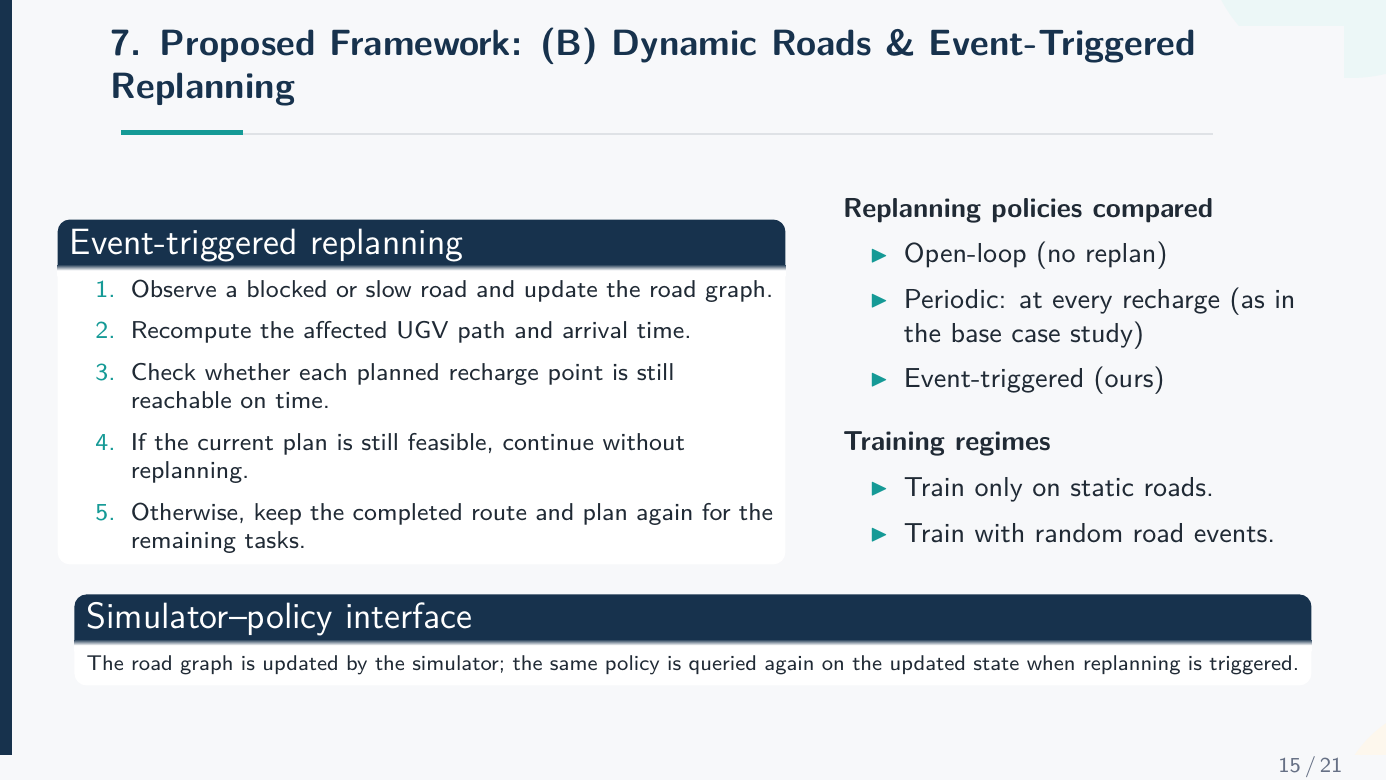 7. Proposed Framework: (B) Dynamic Roads & Event-Triggered
Replanning
Event-triggered replanning
1. Observe a blocked or slow road and update the road graph.
2. Recompute the affected UGV path and arrival time.
3. Check whether each planned recharge point is still
reachable on time.
4. If the current plan is still feasible, continue without
replanning.
5. Otherwise, keep the completed route and plan again for the
remaining tasks.
Replanning policies compared
▶ Open-loop (no replan)
▶ Periodic: at every recharge (as in
the base case study)
▶ Event-triggered (ours)
Training regimes
▶ Train only on static roads.
▶ Train with random road events.
Simulator–policy interface
The road graph is updated by the simulator; the same policy is queried again on the updated state when replanning is triggered.
15 / 21